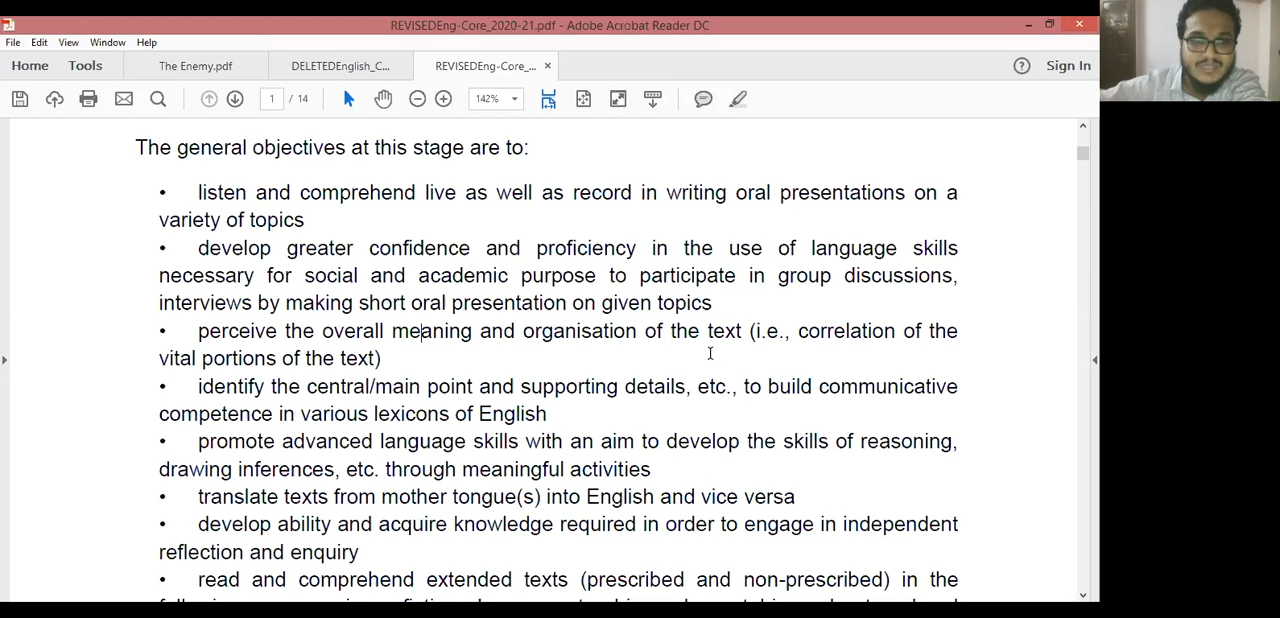 REVISEDEng-Core_2020-21.pdf - Adobe Acrobat Reader DC
File Edit View Window Help
Home Tools The Enemy.pdf DELETEDEnglish_C... REVISEDEng-Core_... × ? Sign In
1 / 14 142%
The general objectives at this stage are to:
• listen and comprehend live as well as record in writing oral presentations on a
variety of topics
• develop greater confidence and proficiency in the use of language skills
necessary for social and academic purpose to participate in group discussions,
interviews by making short oral presentation on given topics
• perceive the overall meaning and organisation of the text (i.e., correlation of the
vital portions of the text)
• identify the central/main point and supporting details, etc., to build communicative
competence in various lexicons of English
• promote advanced language skills with an aim to develop the skills of reasoning,
drawing inferences, etc. through meaningful activities
• translate texts from mother tongue(s) into English and vice versa
• develop ability and acquire knowledge required in order to engage in independent
reflection and enquiry
• read and comprehend extended texts (prescribed and non-prescribed) in the